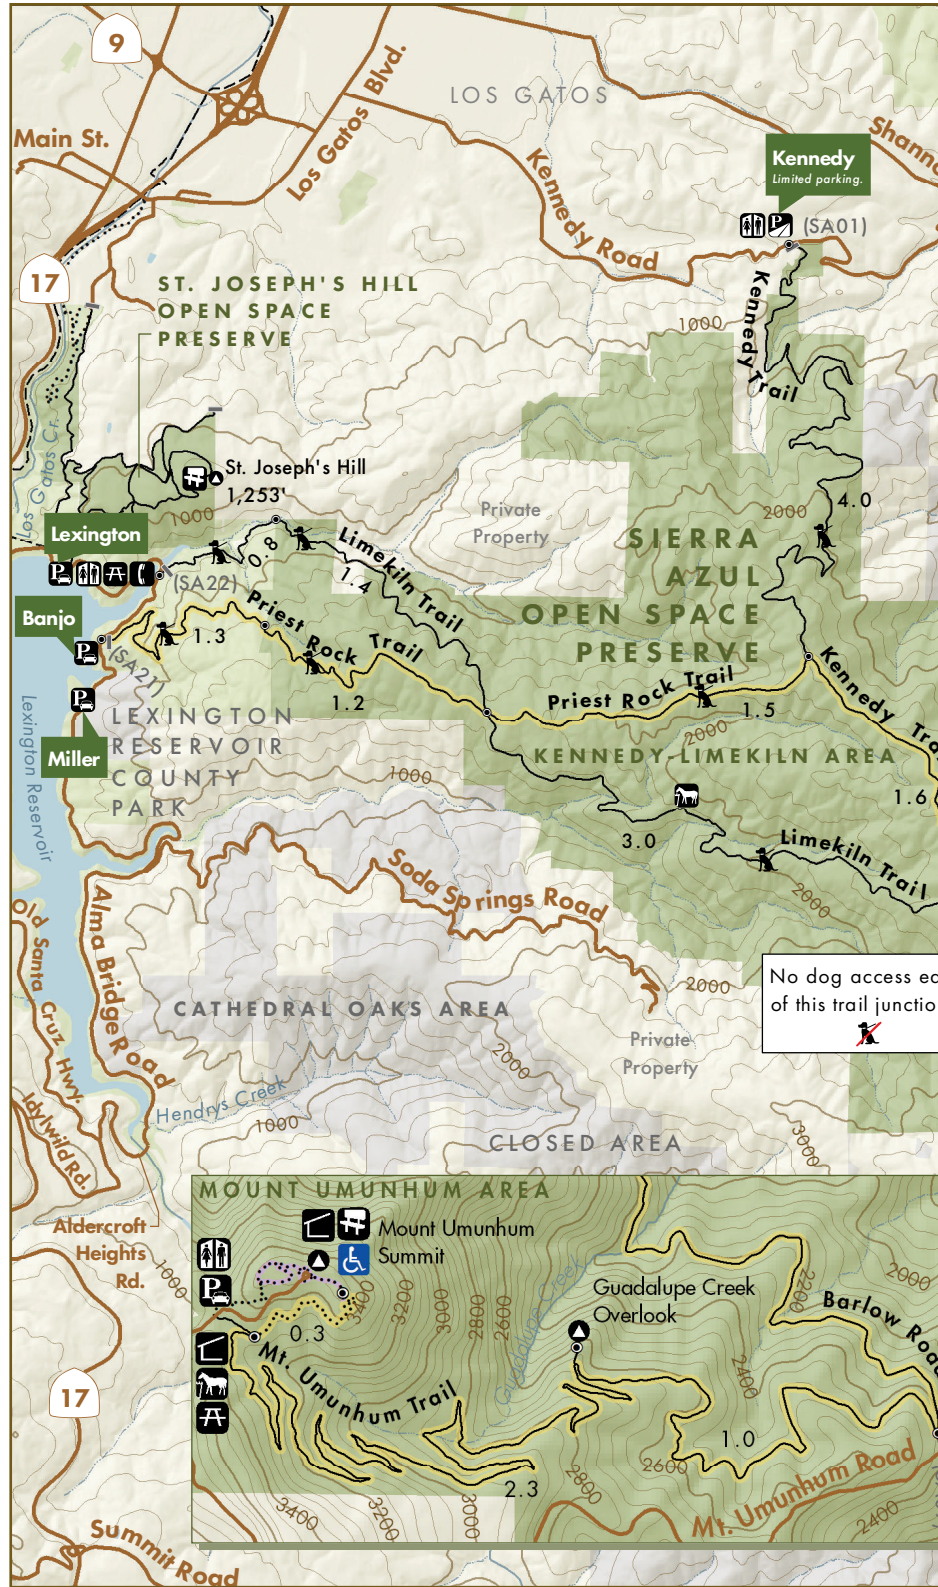 9
Main St.
Los Gatos Blvd.
LOS GATOS
Kennedy Road
Shanno
Kennedy
Limited parking.
(SA01)
17
ST. JOSEPH'S HILL
OPEN SPACE
PRESERVE
Kennedy Trail
1000
Los Gatos Cr.
St. Joseph's Hill
1,253'
1000
Private
Property
2000
4.0
Lexington
(SA22)
0.8
Limekiln Trail
1.4
SIERRA
AZUL
OPEN SPACE
PRESERVE
Banjo
(SA21)
1.3
Priest Rock Trail
1.2
Priest Rock Trail
1.5
2000
Kennedy Tra
1.6
Lexington Reservoir
Miller
LEXINGTON
RESERVOIR
COUNTY
PARK
1000
KENNEDY-LIMEKILN AREA
3.0
Limekiln Trail
2000
Soda Springs Road
Old Santa Cruz Hwy.
Alma Bridge Road
CATHEDRAL OAKS AREA
2000
2000
Private
Property
No dog access ea
of this trail junctio
Idylwild Rd.
Hendrys Creek
1000
CLOSED AREA
3000
Aldercroft
Heights
Rd.
1000
MOUNT UMUNHUM AREA
Mount Umunhum
Summit
Guadalupe Creek
Guadalupe Creek
Overlook
3400
3200
3000
2800
2600
2200
2000
Barlow Road
0.3
Mt. Umunhum Trail
2400
1.0
2.3
2800
2600
Mt. Umunhum Road
2400
3400
3200
3000
17
Summit Road